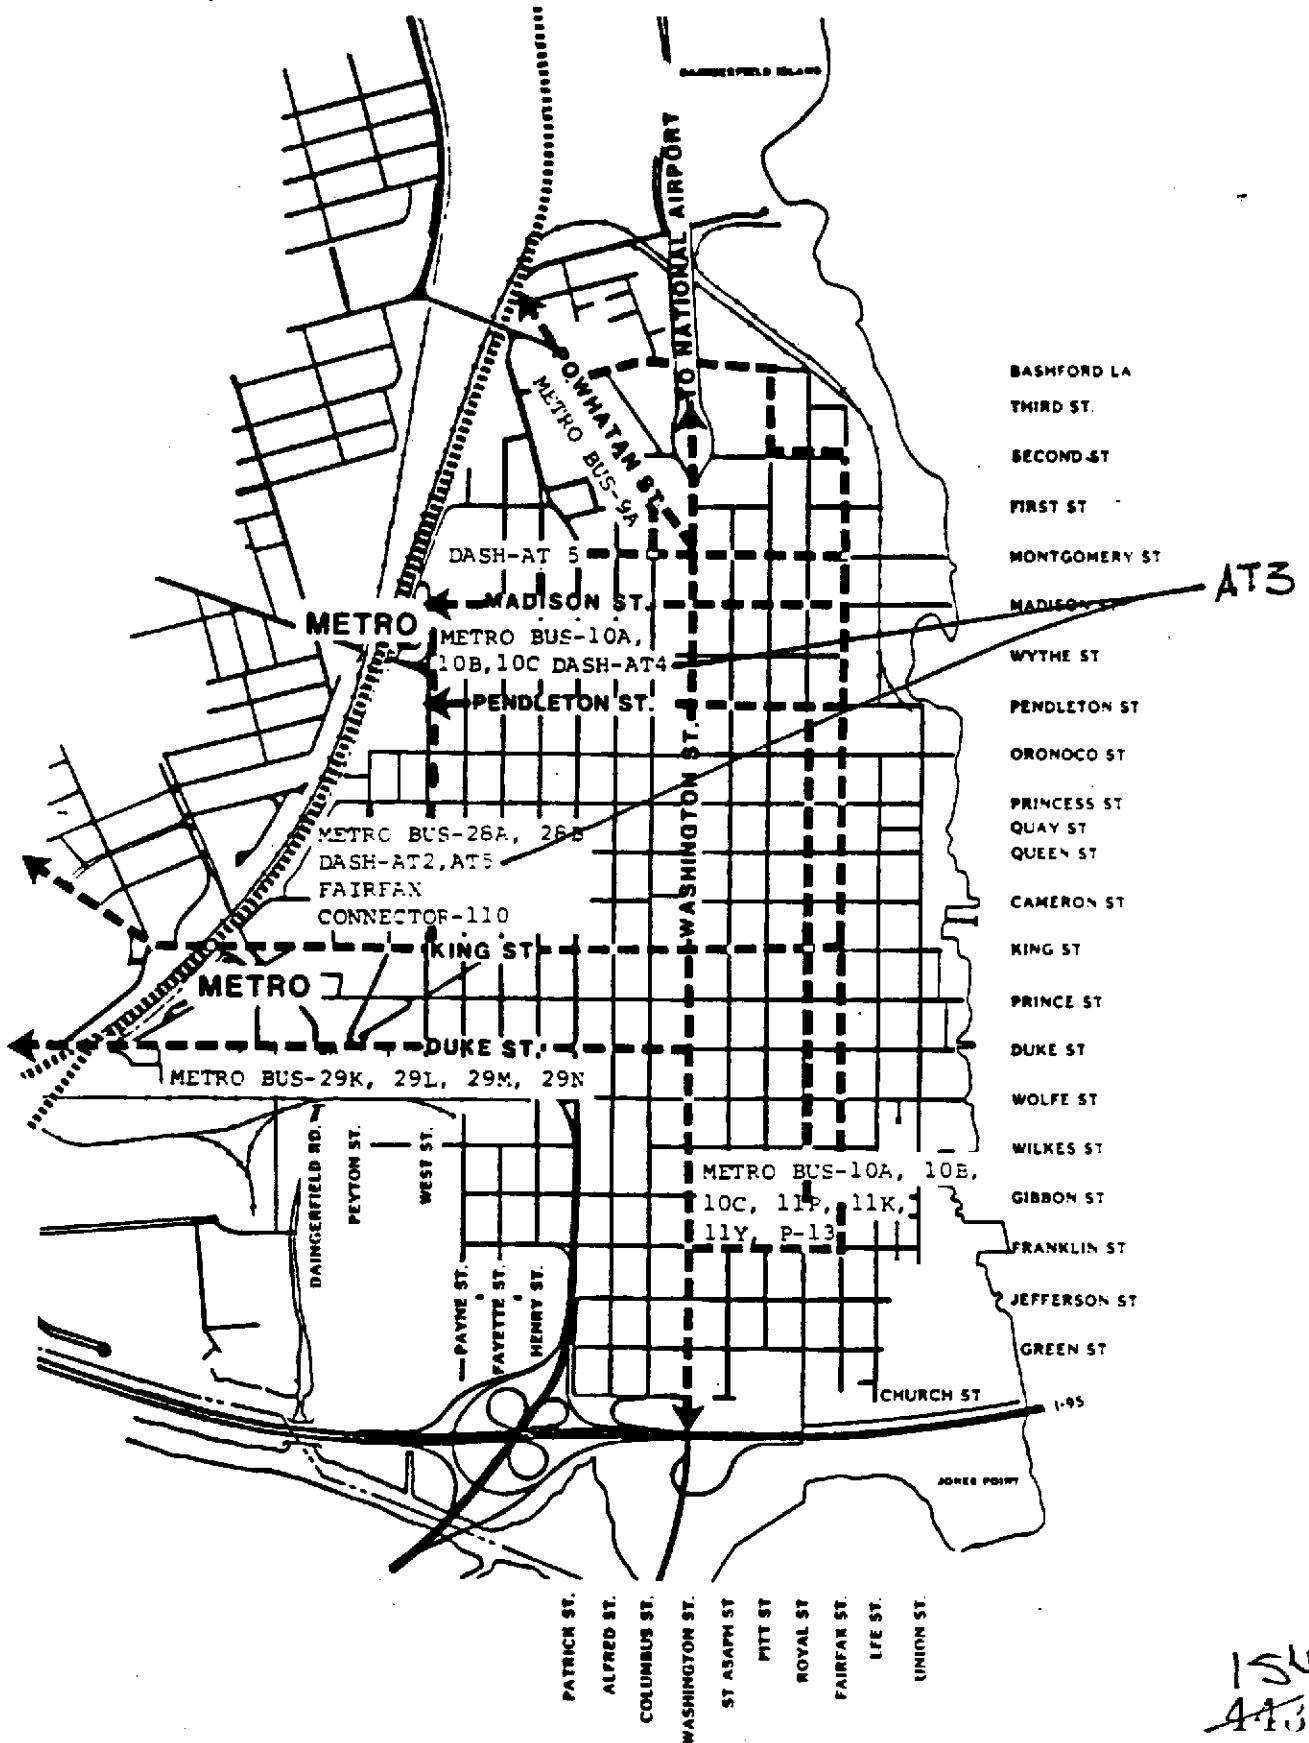 DAINGERFIELD ISLAND
TO NATIONAL AIRPORT
POWHATAN ST.
METRO BUS-9A
BASHFORD LA
THIRD ST.
SECOND ST
FIRST ST
DASH-AT 5
MONTGOMERY ST
AT3
MADISON ST.
MADISON ST
METRO
METRO BUS-10A,
10B,10C DASH-AT4
WYTHE ST
PENDLETON ST.
PENDLETON ST
WASHINGTON ST.
ORONOCO ST
PRINCESS ST
QUAY ST
METRO BUS-28A, 28B
DASH-AT2,AT5
FAIRFAX
CONNECTOR-110
QUEEN ST
CAMERON ST
KING ST
KING ST
METRO
PRINCE ST
DUKE ST.
DUKE ST
METRO BUS-29K, 29L, 29M, 29N
WOLFE ST
WILKES ST
DAINGERFIELD RD.
PEYTON ST.
WEST ST.
METRO BUS-10A, 10B,
10C, 11P, 11K,
11Y, P-13
GIBBON ST
FRANKLIN ST
PAYNE ST.
FAYETTE ST.
HENRY ST.
JEFFERSON ST
GREEN ST
CHURCH ST
I-95
JONES POINT
PATRICK ST.
ALFRED ST.
COLUMBUS ST.
WASHINGTON ST.
ST ASAPH ST
PITT ST
ROYAL ST
FAIRFAX ST.
LEE ST.
UNION ST.